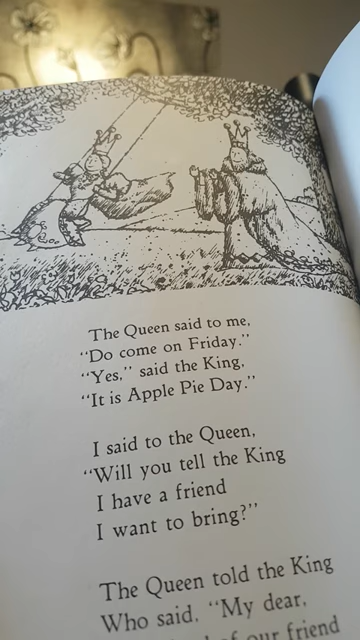 The Queen said to me,
“Do come on Friday.”
“Yes,” said the King,
“It is Apple Pie Day.”
I said to the Queen,
“Will you tell the King
I have a friend
I want to bring?”
The Queen told the King
Who said, “My dear,
our friend